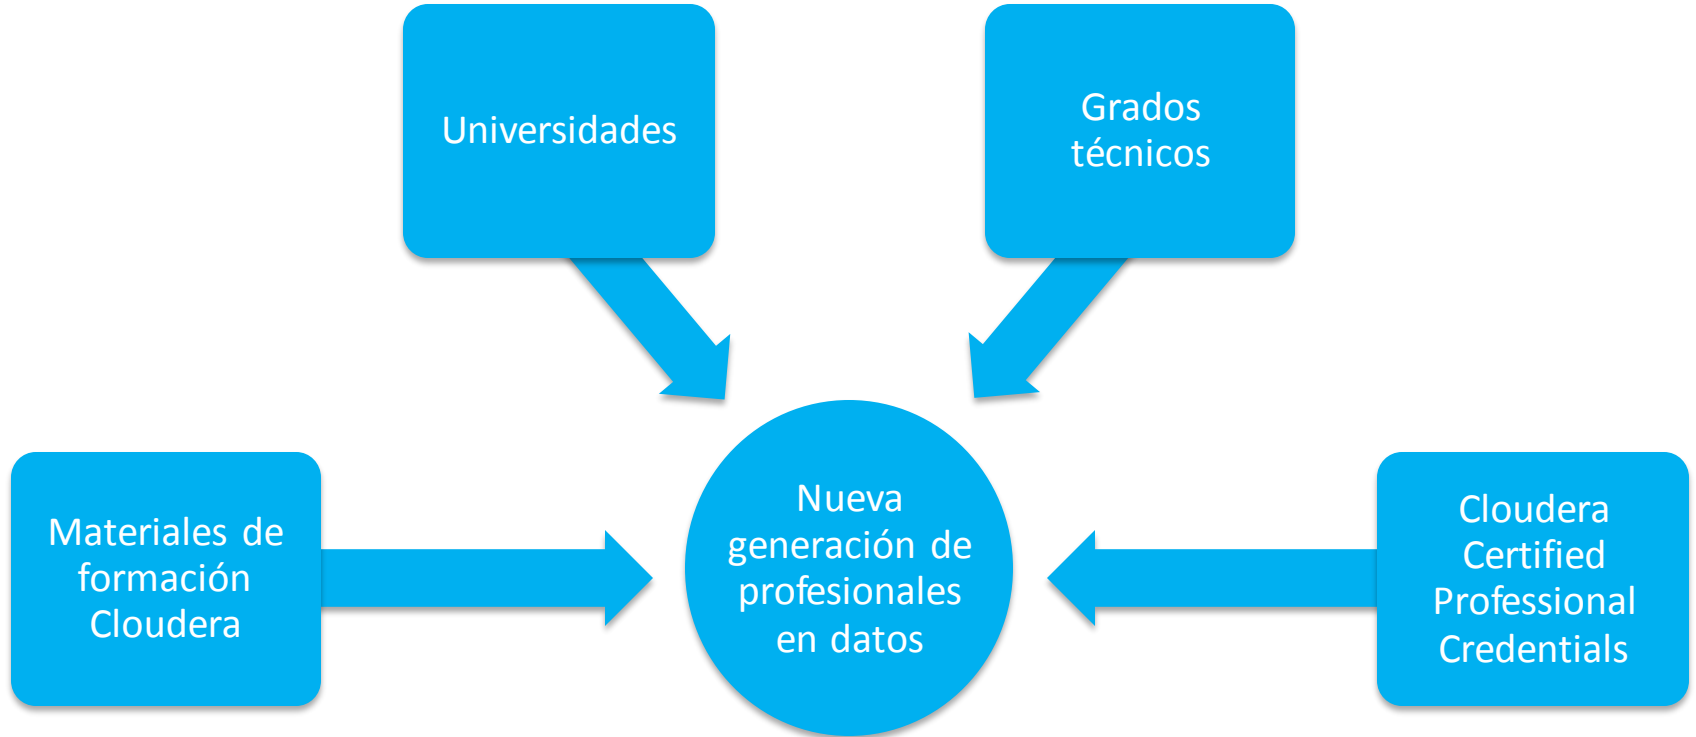 Universidades
Grados
técnicos
Materiales de
formación
Cloudera
Nueva
generación de
profesionales
en datos
Cloudera
Certified
Professional
Credentials